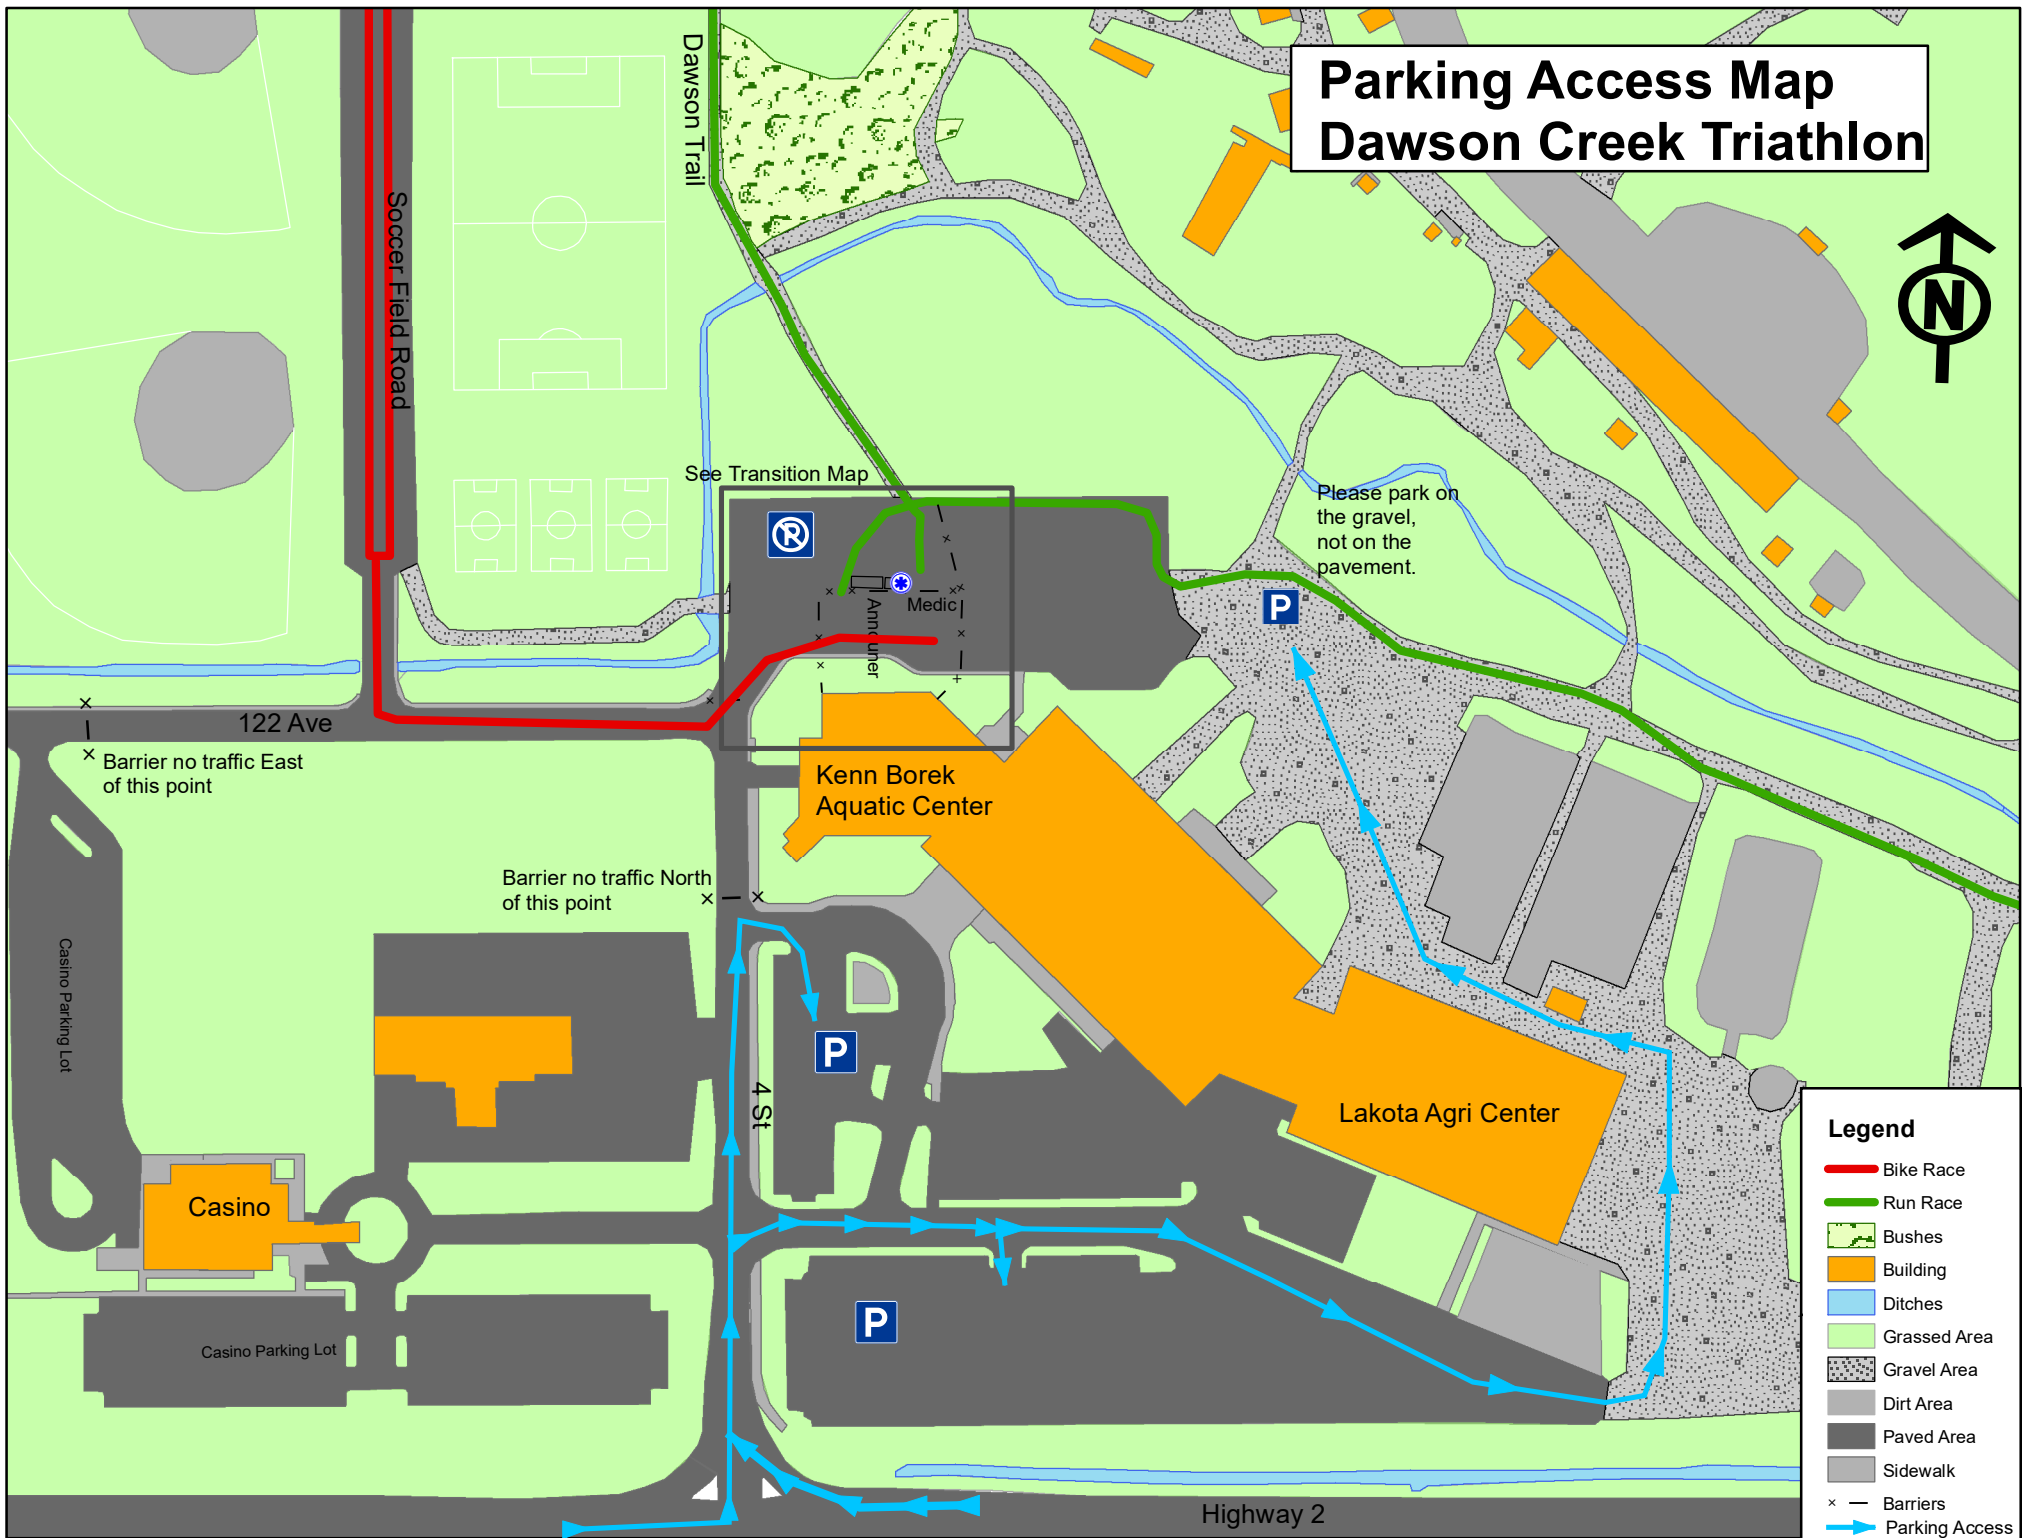 Parking Access Map
Dawson Creek Triathlon
N
Dawson Trail
Soccer Field Road
See Transition Map
Please park on
the gravel,
not on the
pavement.
P
P
Medic
Announer
122 Ave
Barrier no traffic East
of this point
Kenn Borek
Aquatic Center
Barrier no traffic North
of this point
Casino Parking Lot
P
4 St
Lakota Agri Center
Casino
P
Casino Parking Lot
Highway 2
Legend
Bike Race
Run Race
Bushes
Building
Ditches
Grassed Area
Gravel Area
Dirt Area
Paved Area
Sidewalk
Barriers
Parking Access